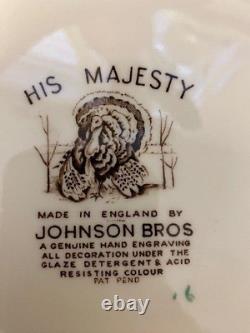 HIS MAJESTY
MADE IN ENGLAND BY
JOHNSON BROS
A GENUINE HAND ENGRAVING
ALL DECORATION UNDER THE
GLAZE DETERGENT & ACID
RESISTING COLOUR
PAT PEND